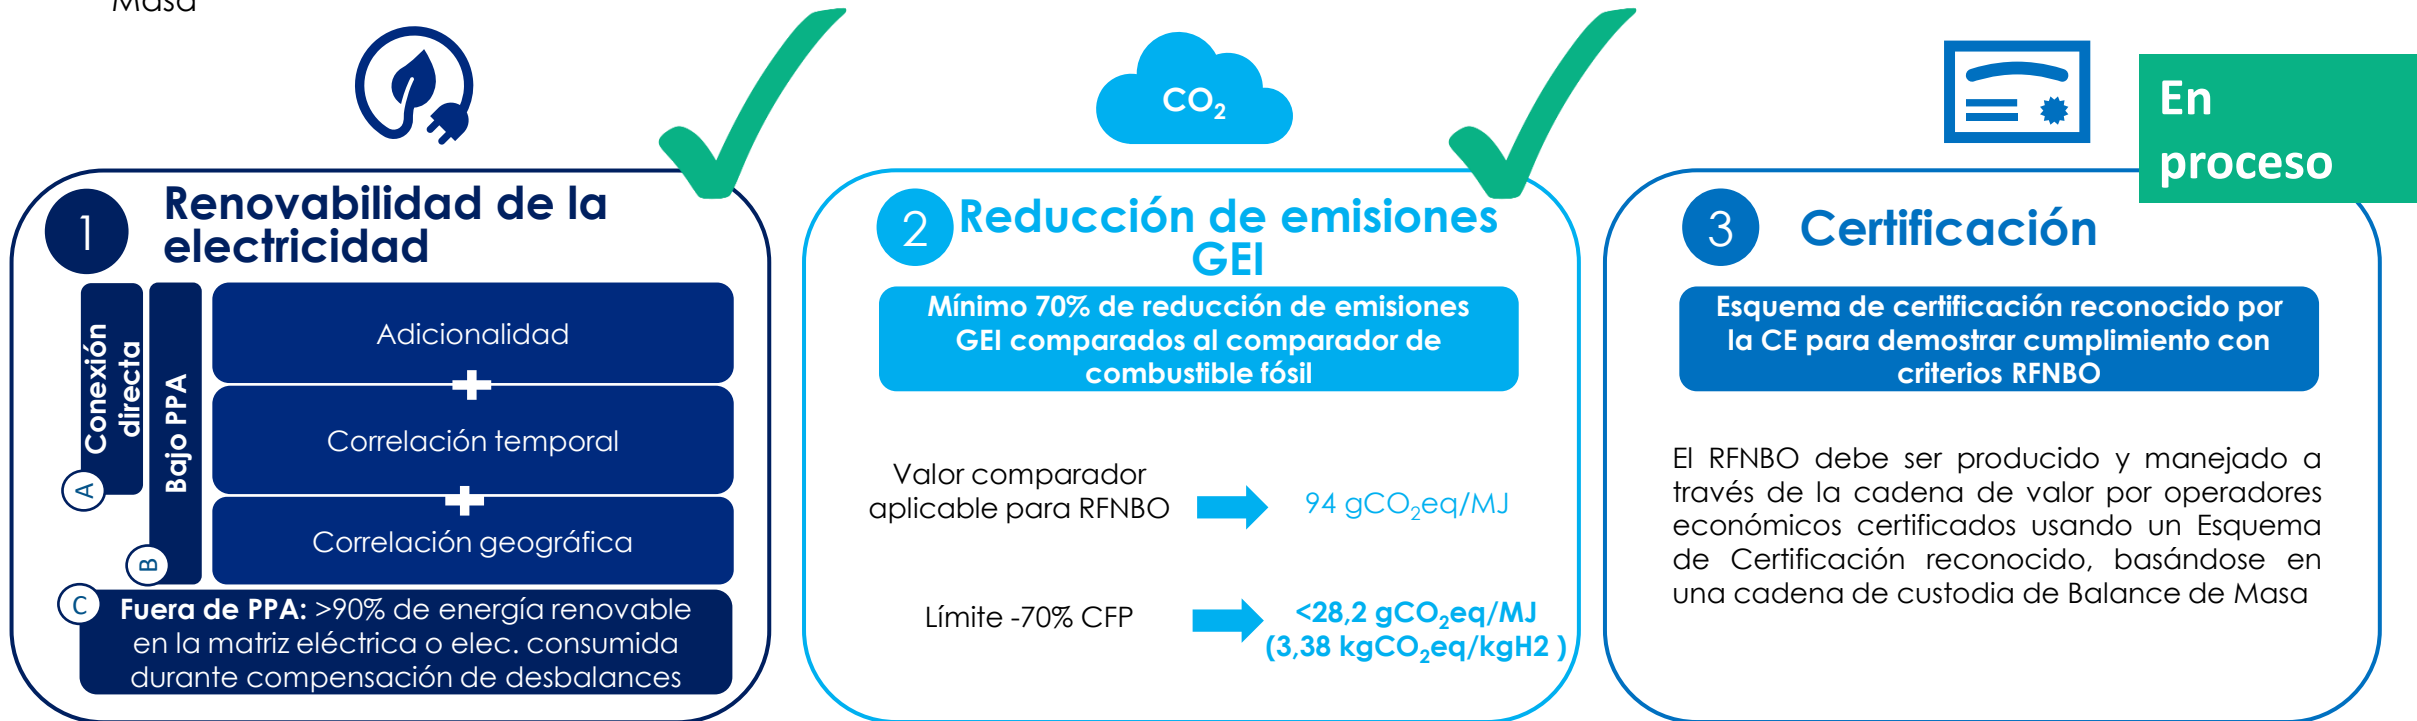 Masa
CO2
En
proceso
1
Renovabilidad de la
electricidad
Conexión
directa
A
Bajo PPA
B
Adicionalidad
+
Correlación temporal
+
Correlación geográfica
C
Fuera de PPA: >90% de energía renovable
en la matriz eléctrica o elec. consumida
durante compensación de desbalances
2
Reducción de emisiones
GEI
Mínimo 70% de reducción de emisiones
GEI comparados al comparador de
combustible fósil
Valor comparador
aplicable para RFNBO
94 gCO2eq/MJ
Límite -70% CFP
<28,2 gCO2eq/MJ
(3,38 kgCO2eq/kgH2 )
3
Certificación
Esquema de certificación reconocido por
la CE para demostrar cumplimiento con
criterios RFNBO
El RFNBO debe ser producido y manejado a
través de la cadena de valor por operadores
económicos certificados usando un Esquema
de Certificación reconocido, basándose en
una cadena de custodia de Balance de Masa